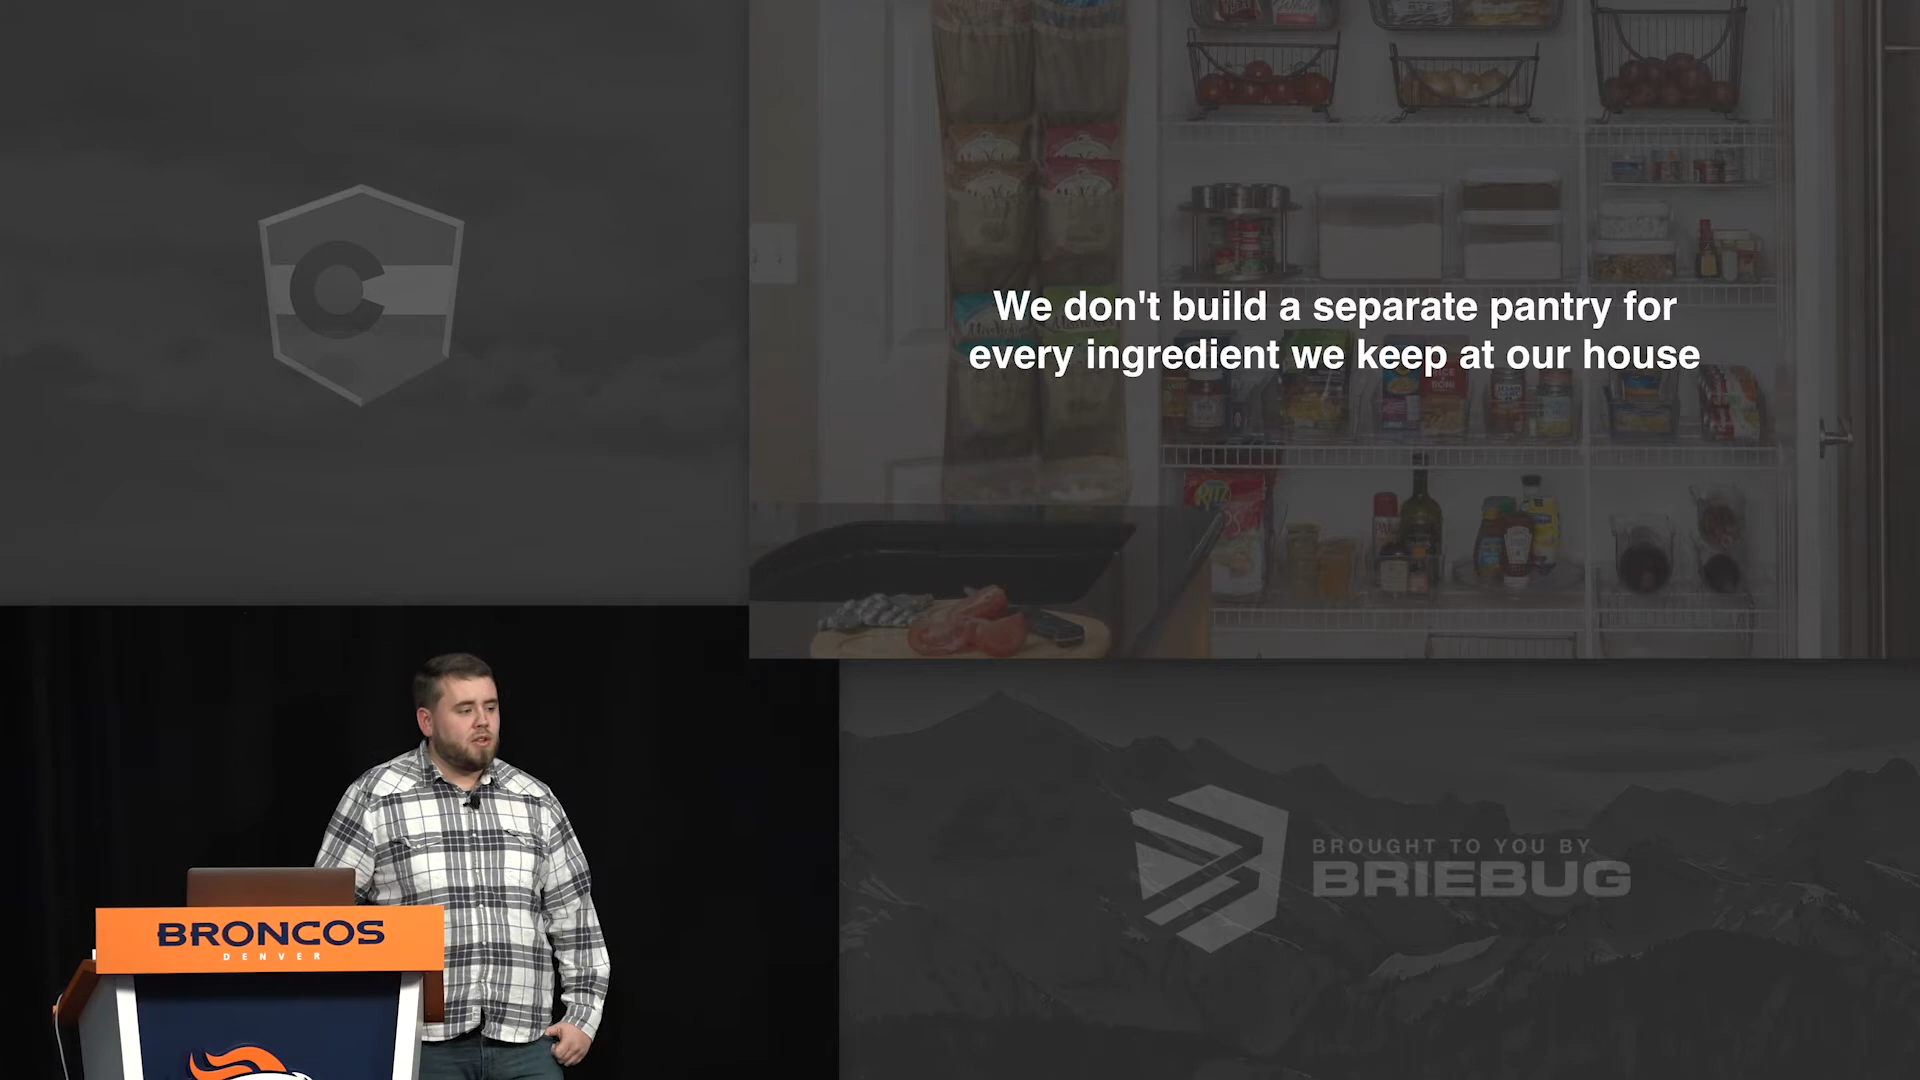 We don't build a separate pantry for
every ingredient we keep at our house
RITZ
BROUGHT TO YOU BY
BRIEBUG
BRONCOS
DENVER